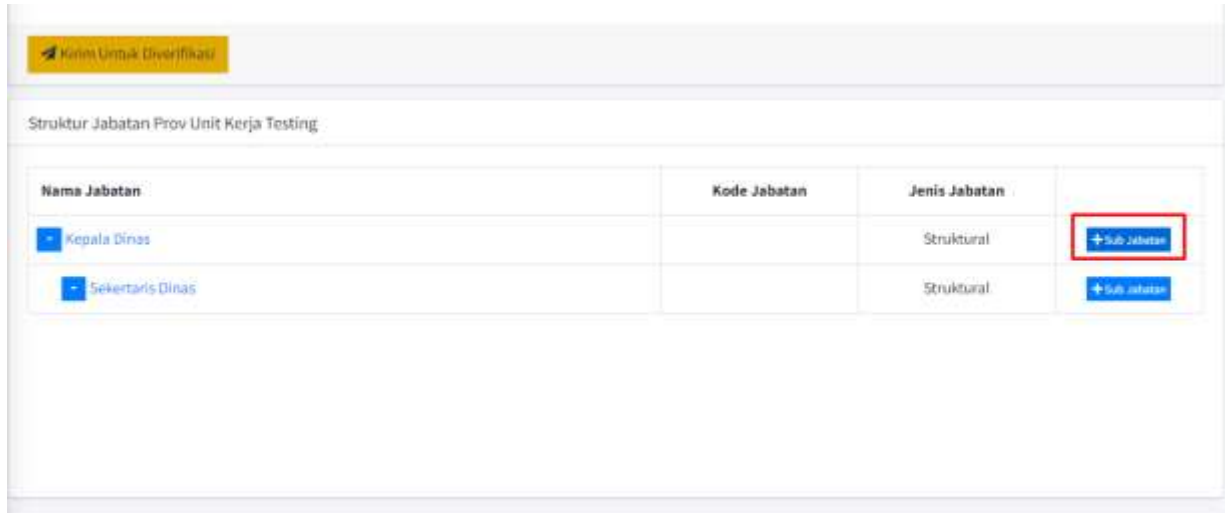 Kirim Untuk Diverifikasi
Struktur Jabatan Prov Unit Kerja Testing
Nama Jabatan Kode Jabatan Jenis Jabatan
- Kepala Dinas Struktural + Sub Jabatan
- Sekertaris Dinas Struktural + Sub Jabatan